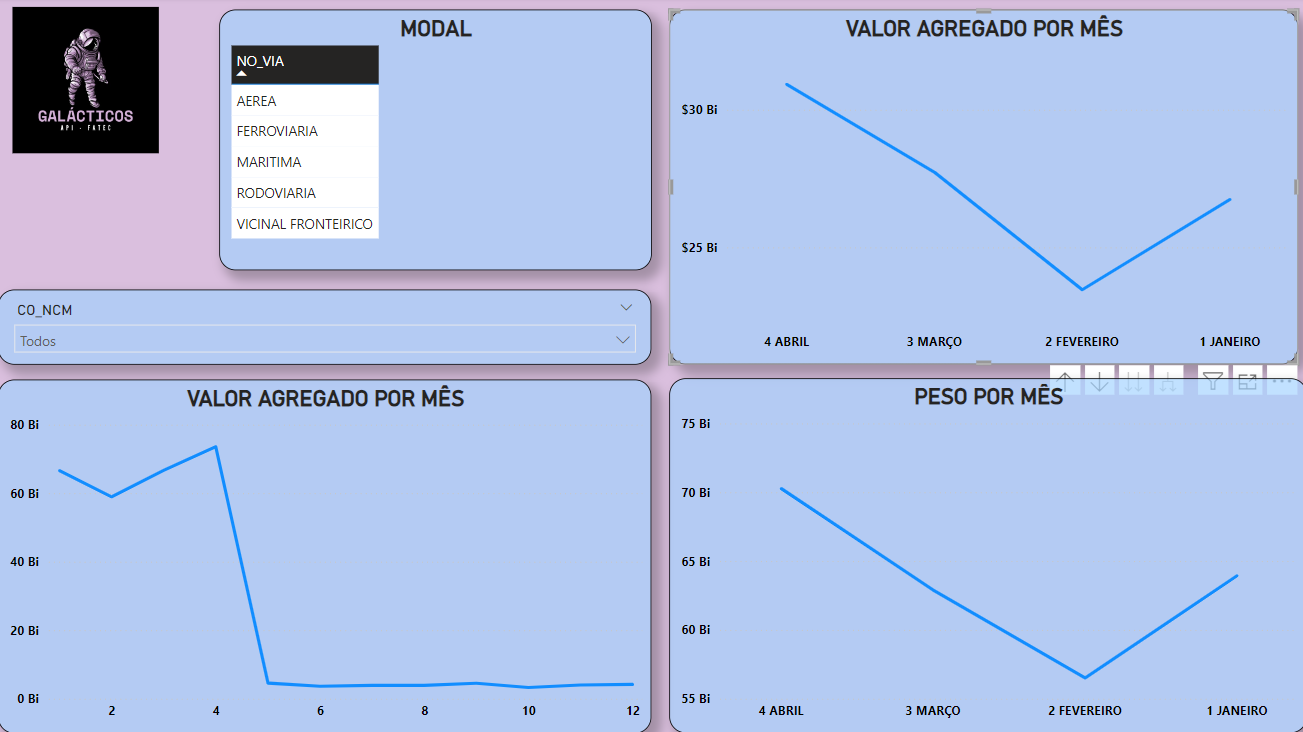 GALÁCTICOS
API - FATEC
MODAL
NO_VIA
AEREA
FERROVIARIA
MARITIMA
RODOVIARIA
VICINAL FRONTEIRICO
VALOR AGREGADO POR MÊS
$30 Bi
$25 Bi
4 ABRIL 3 MARÇO 2 FEVEREIRO 1 JANEIRO
CO_NCM
Todos
VALOR AGREGADO POR MÊS
80 Bi
60 Bi
40 Bi
20 Bi
0 Bi
2 4 6 8 10 12
PESO POR MÊS
75 Bi
70 Bi
65 Bi
60 Bi
55 Bi
4 ABRIL 3 MARÇO 2 FEVEREIRO 1 JANEIRO